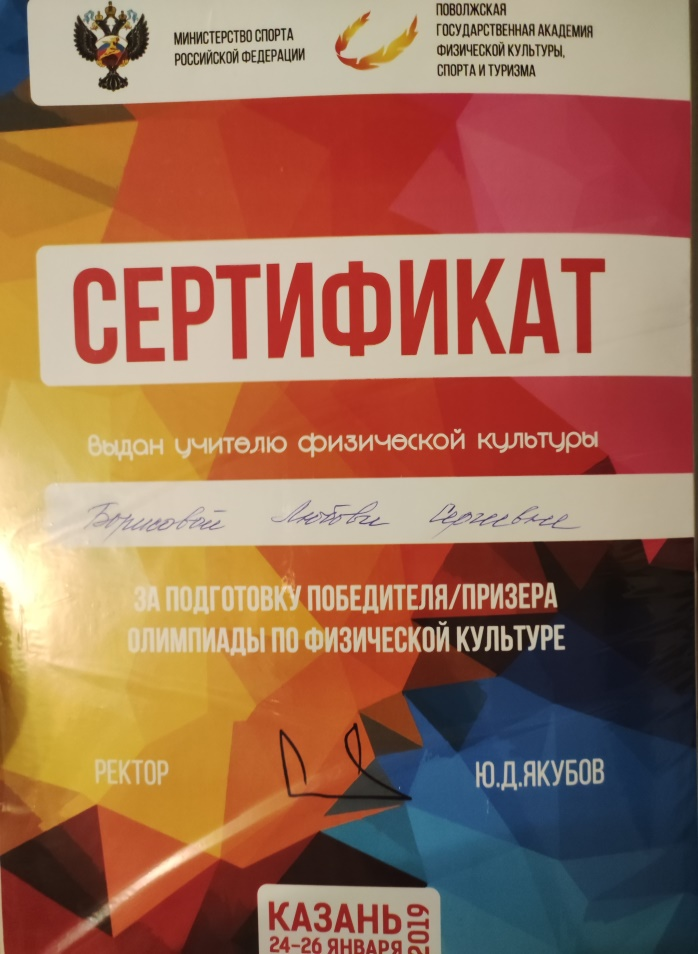 МИНИСТЕРСТВО СПОРТА
РОССИЙСКОЙ ФЕДЕРАЦИИ
ПОВОЛЖСКАЯ
ГОСУДАРСТВЕННАЯ АКАДЕМИЯ
ФИЗИЧЕСКОЙ КУЛЬТУРЫ,
СПОРТА И ТУРИЗМА
СЕРТИФИКАТ
выдан учителю физической культуры
Борисовой Любови Сергеевне
ЗА ПОДГОТОВКУ ПОБЕДИТЕЛЯ/ПРИЗЕРА
ОЛИМПИАДЫ ПО ФИЗИЧЕСКОЙ КУЛЬТУРЕ
РЕКТОР
Ю.Д.ЯКУБОВ
КАЗАНЬ
24-26 ЯНВАРЯ
2019